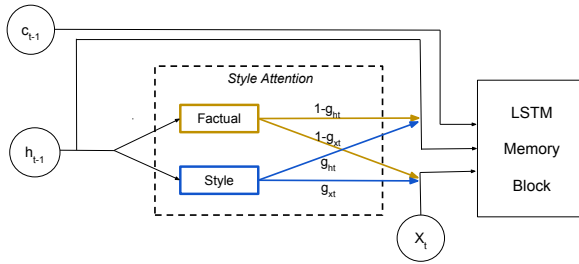 c_{t-1}
Style Attention
Factual
1-g_{ht}
LSTM
1-g_{xt}
Memory
h_{t-1}
g_{ht}
Style
g_{xt}
Block
X_t